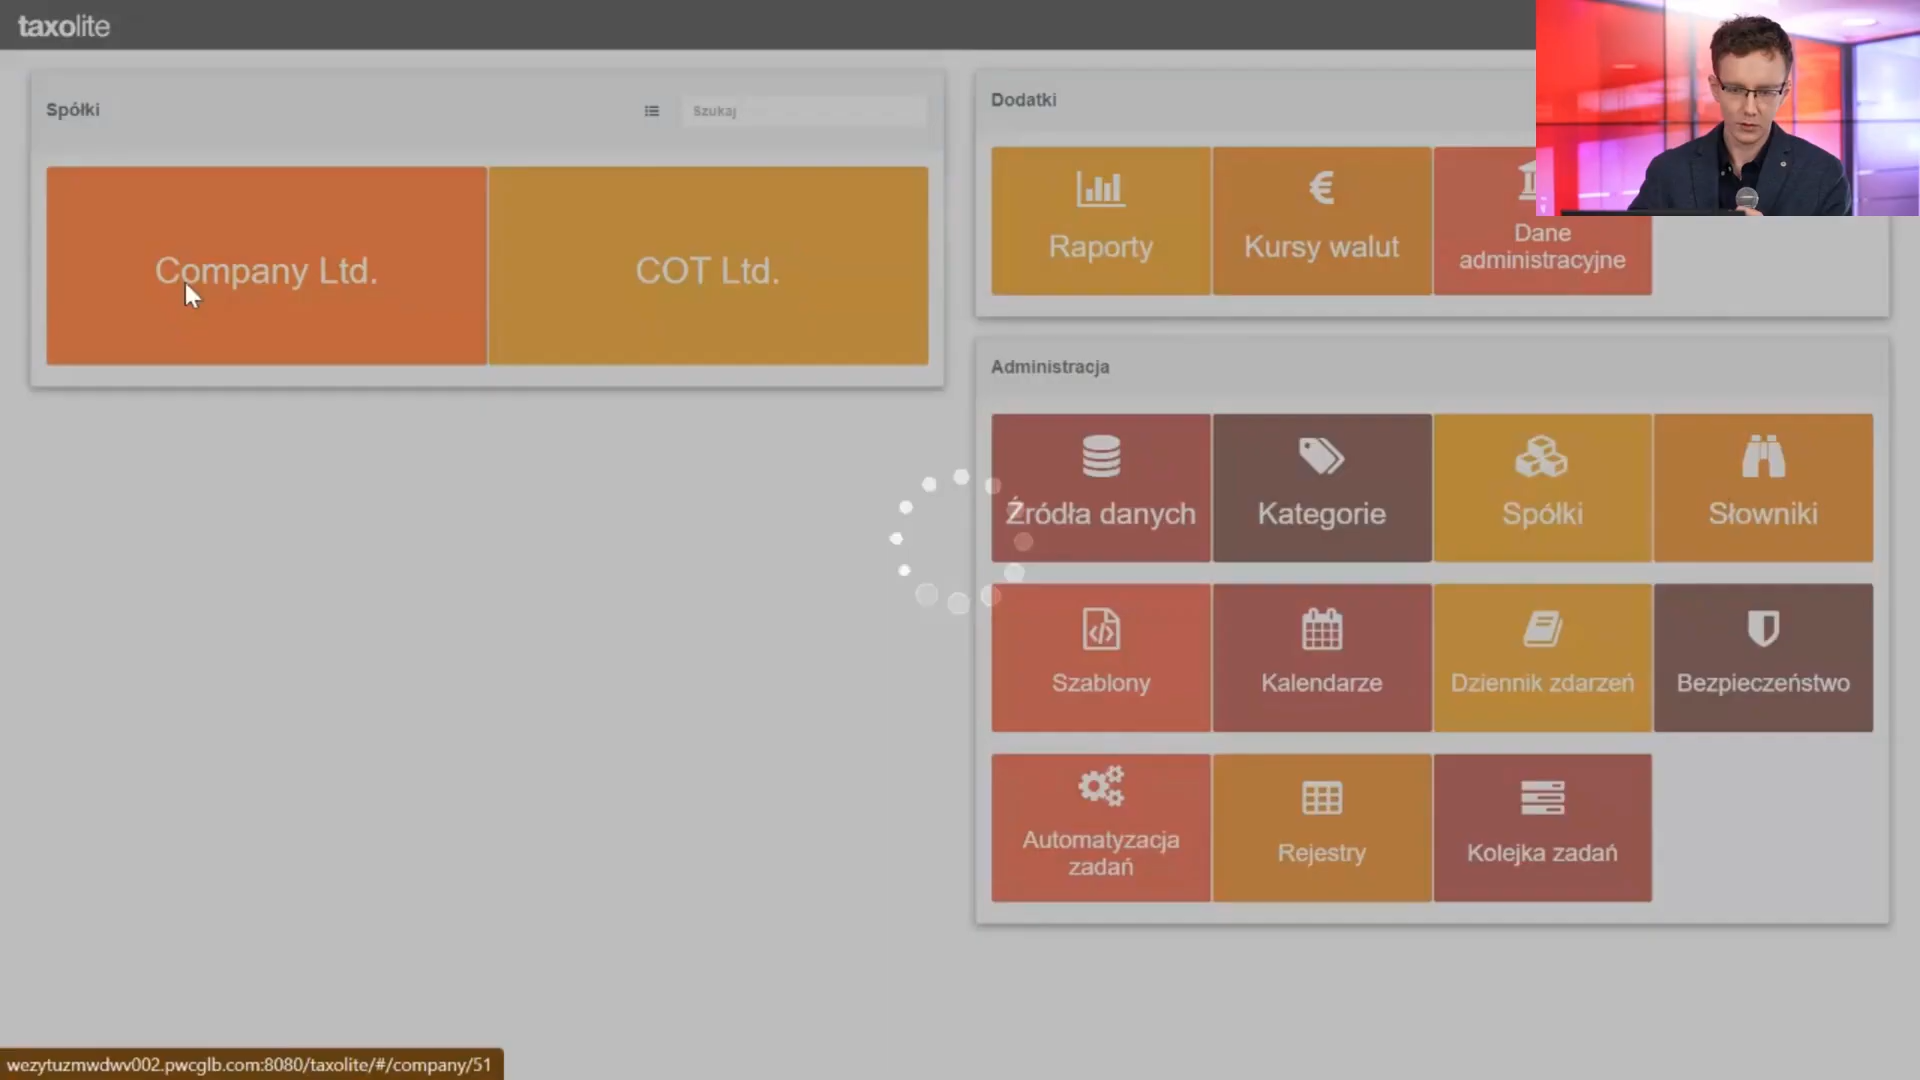 taxolite
Spółki
Szukaj
Company Ltd.
COT Ltd.
Dodatki
Raporty
Kursy walut
Dane
administracyjne
Administracja
Źródła danych
Kategorie
Spółki
Słowniki
Szablony
Kalendarze
Dziennik zdarzeń
Bezpieczeństwo
Automatyzacja
zadań
Rejestry
Kolejka zadań
wezytuzmwdwv002.pwcglb.com:8080/taxolite/#/company/51